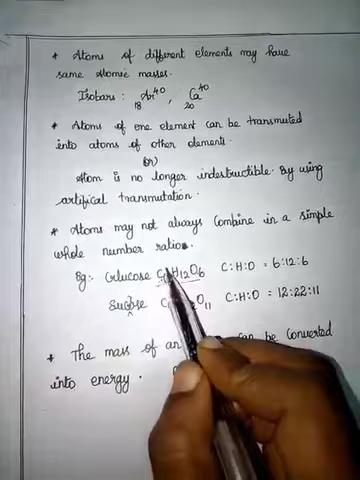 * Atoms of different elements may have
same atomic masses.
Isobars : ₁₈Ar⁴⁰, ₂₀Ca⁴⁰
* Atoms of one element can be transmuted
into atoms of other elements.
(or)
Atom is no longer indestructible. By using
artifical transmutation.
* Atoms may not always combine in a simple
whole number ratio.
Eg:- Glucose C₆H₁₂O₆ C:H:O = 6:12:6
O₁₁ C:H:O = 12:22:11
* The mass of an can be converted
into energy.